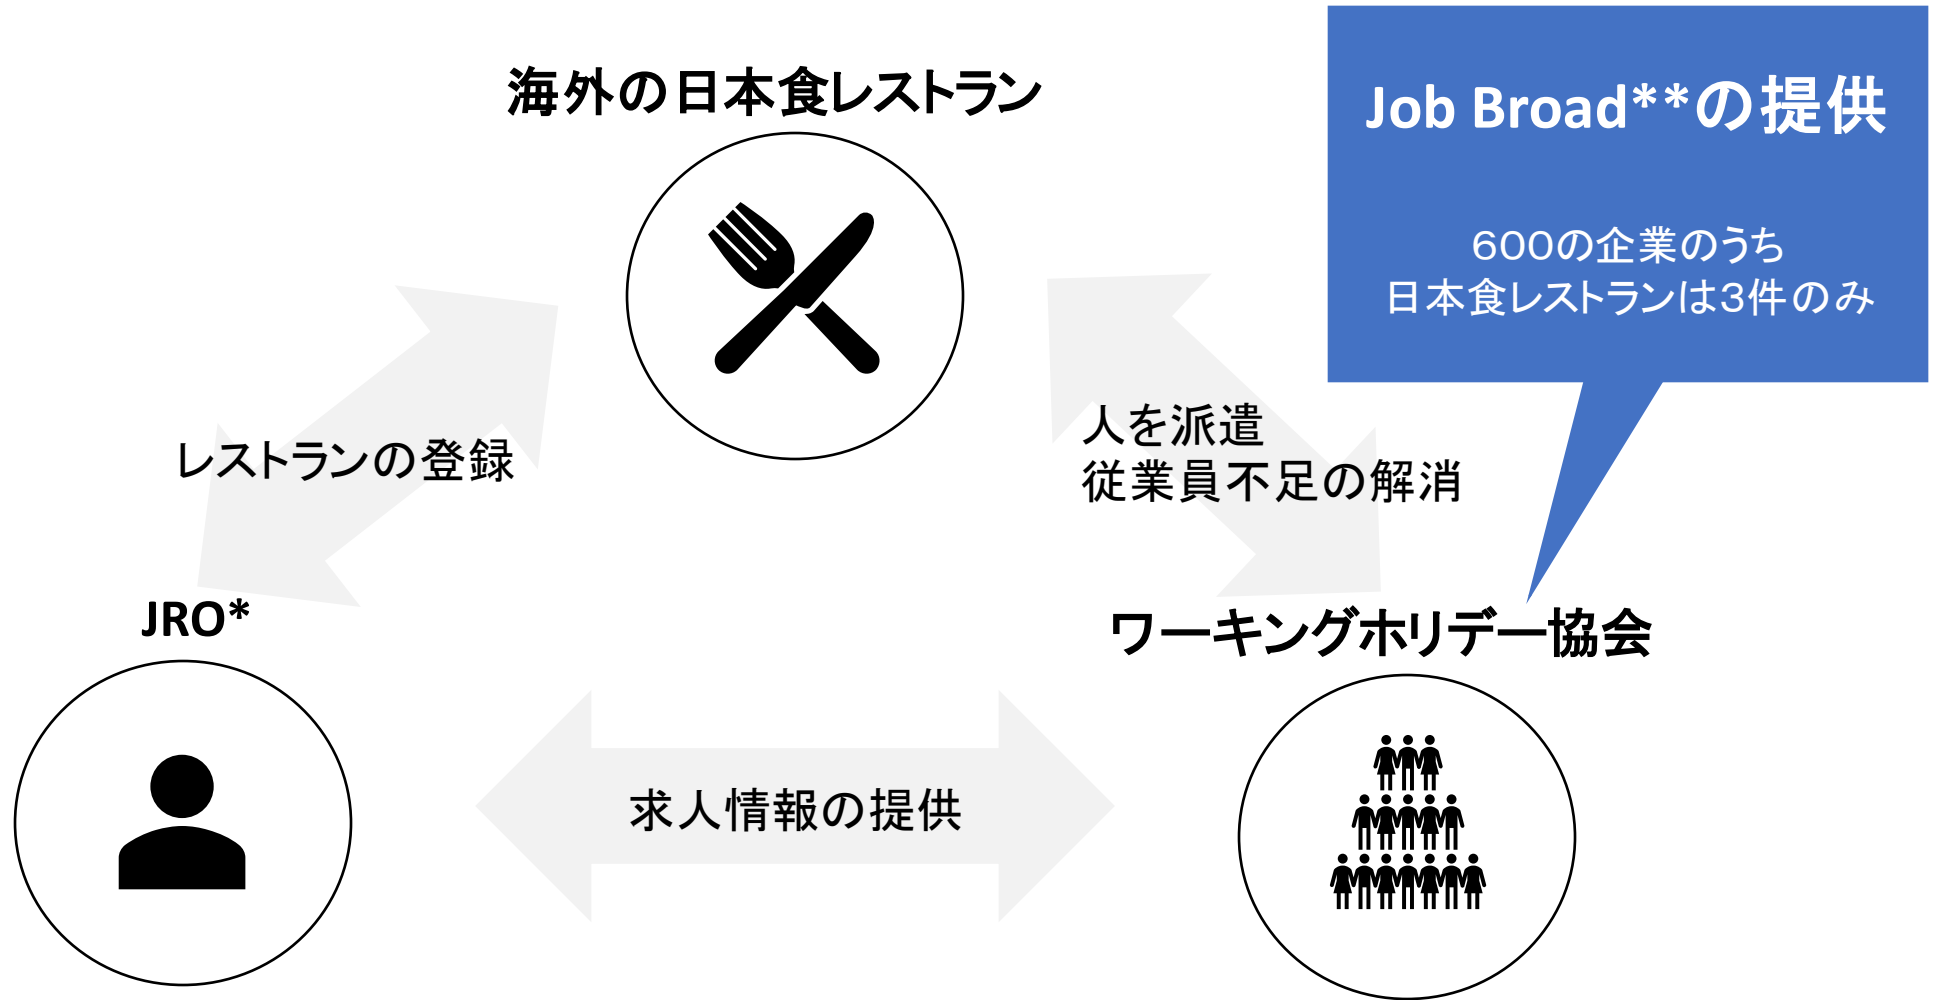 海外の日本食レストラン
Job Broad**の提供
600の企業のうち
日本食レストランは3件のみ
人を派遣
従業員不足の解消
レストランの登録
JRO*
ワーキングホリデー協会
求人情報の提供